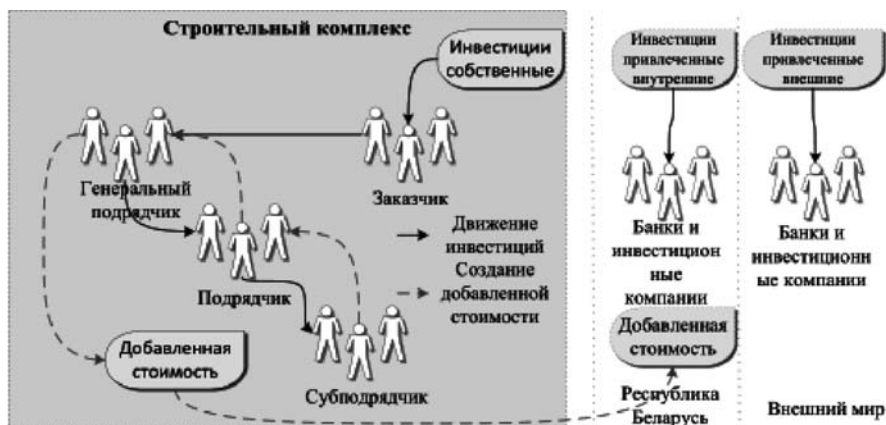 Строительный комплекс
Инвестиции
собственные
Генеральный
подрядчик
Заказчик
Подрядчик
Движение
инвестиций
Создание
добавленной
стоимости
Добавленная
стоимость
Субподрядчик
Инвестиции
привлеченные
внутренние
Банки и
инвестицион
ные
компании
Добавленная
стоимость
Республика
Беларусь
Инвестиции
привлеченные
внешние
Банки и
инвестиционн
ые компании
Внешний мир